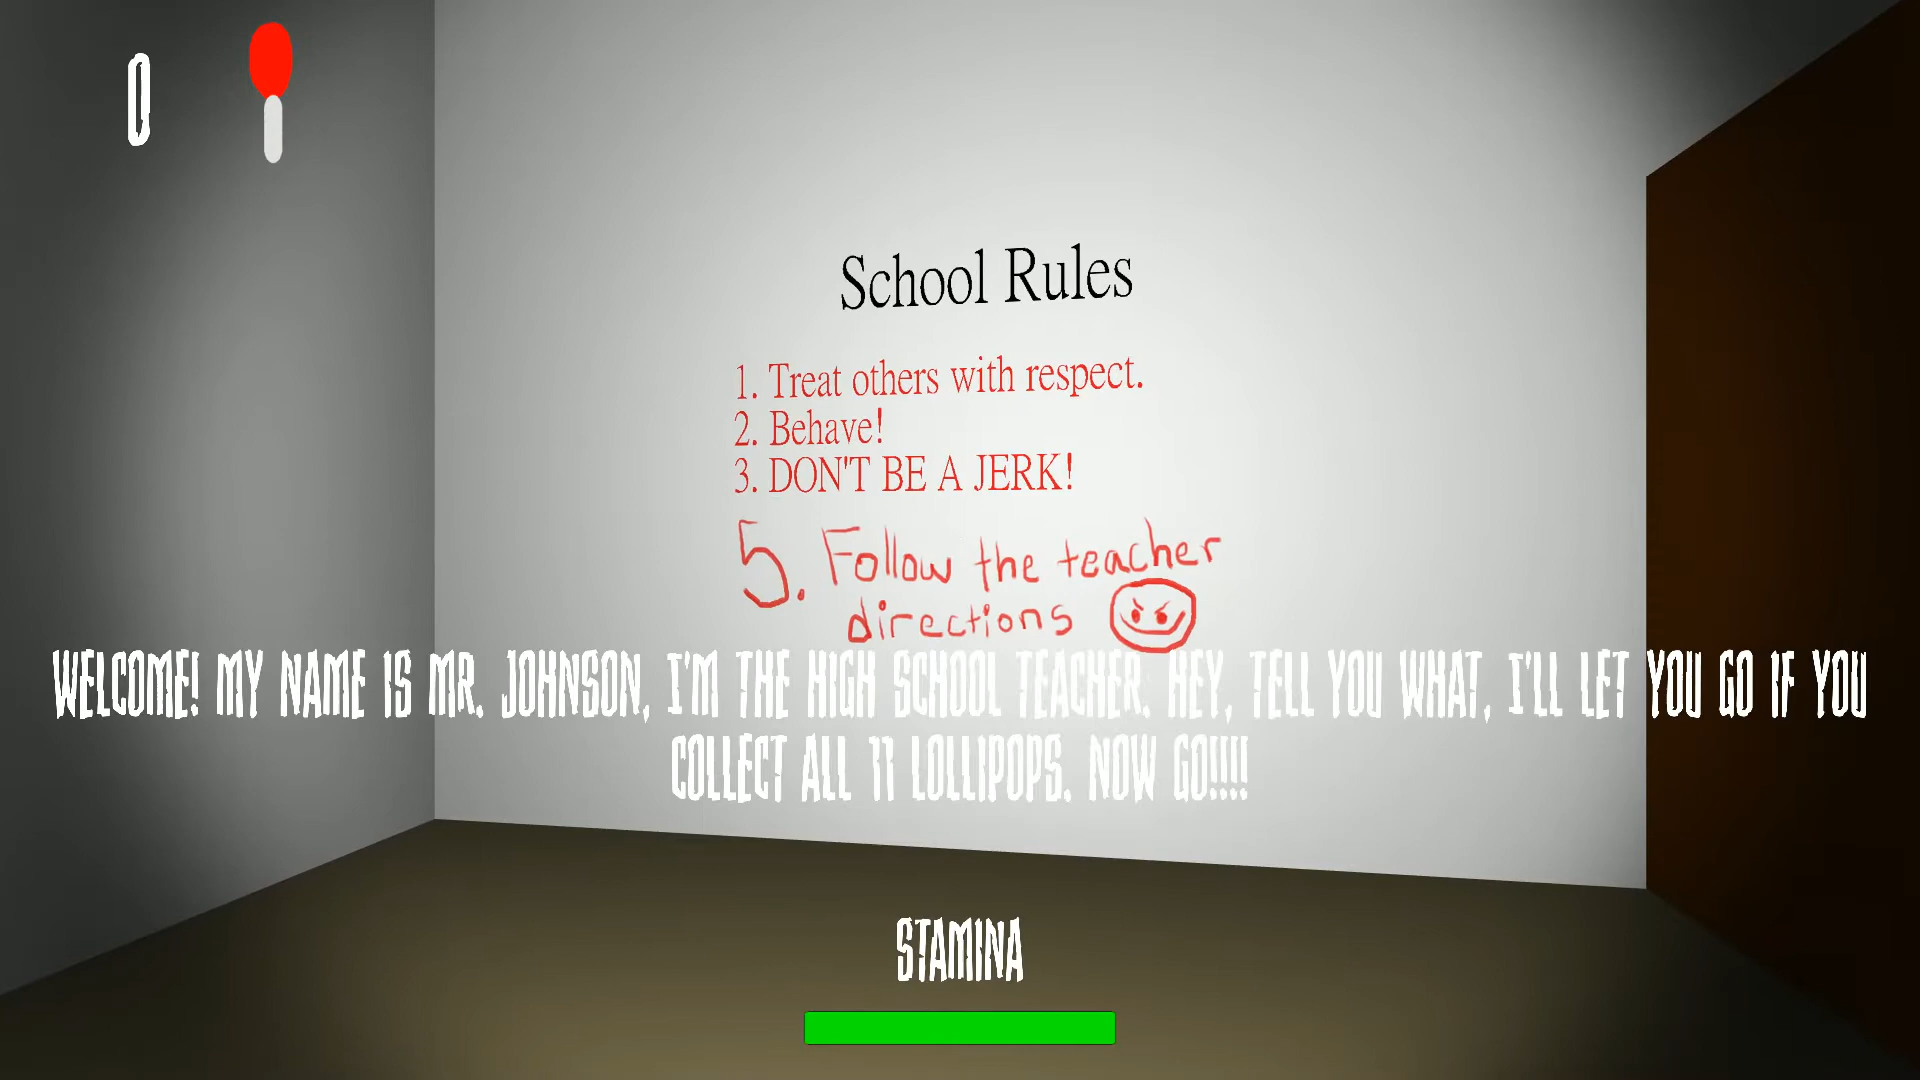 0
School Rules
1. Treat others with respect.
2. Behave!
3. DON'T BE A JERK!
5. Follow the teacher
directions
WELCOME! MY NAME IS MR. JOHNSON, I'M THE HIGH SCHOOL TEACHER. HEY, TELL YOU WHAT, I'LL LET YOU GO IF YOU
COLLECT ALL 11 LOLLIPOPS. NOW GO!!!!
STAMINA